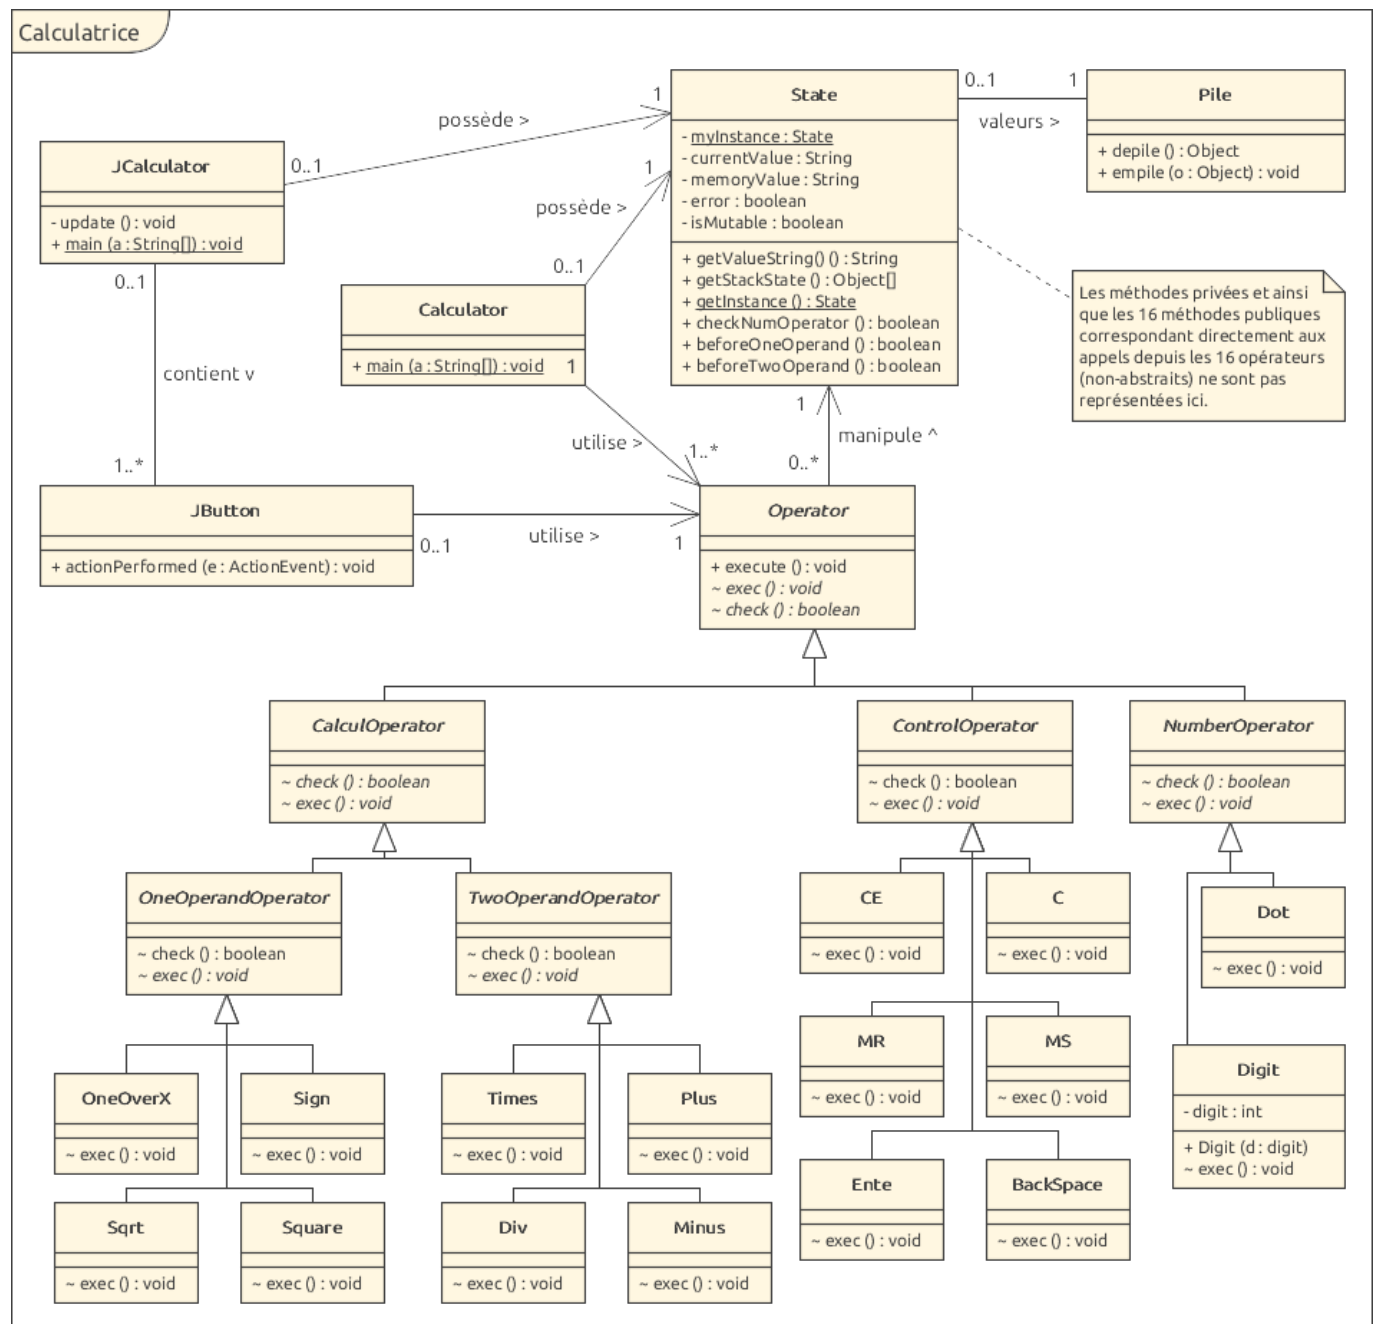 Calculatrice
State
- myInstance : State
- currentValue : String
- memoryValue : String
- error : boolean
- isMutable : boolean
+ getValueString() () : String
+ getStackState () : Object[]
+ getInstance () : State
+ checkNumOperator () : boolean
+ beforeOneOperand () : boolean
+ beforeTwoOperand () : boolean
0..1
1
valeurs >
Pile
+ depile () : Object
+ empile (o : Object) : void
1
possède >
0..1
JCalculator
- update () : void
+ main (a : String[]) : void
1
possède >
0..1
0..1
Calculator
+ main (a : String[]) : void
1
Les méthodes privées et ainsi
que les 16 méthodes publiques
correspondant directement aux
appels depuis les 16 opérateurs
(non-abstraits) ne sont pas
représentées ici.
contient v
1..*
utilise >
1..*
1
manipule ^
0..*
JButton
+ actionPerformed (e : ActionEvent) : void
0..1
utilise >
1
Operator
+ execute () : void
~ exec () : void
~ check () : boolean
CalculOperator
~ check () : boolean
~ exec () : void
ControlOperator
~ check () : boolean
~ exec () : void
NumberOperator
~ check () : boolean
~ exec () : void
OneOperandOperator
~ check () : boolean
~ exec () : void
TwoOperandOperator
~ check () : boolean
~ exec () : void
CE
~ exec () : void
C
~ exec () : void
Dot
~ exec () : void
MR
~ exec () : void
MS
~ exec () : void
Digit
- digit : int
+ Digit (d : digit)
~ exec () : void
OneOverX
~ exec () : void
Sign
~ exec () : void
Times
~ exec () : void
Plus
~ exec () : void
Ente
~ exec () : void
BackSpace
~ exec () : void
Sqrt
~ exec () : void
Square
~ exec () : void
Div
~ exec () : void
Minus
~ exec () : void